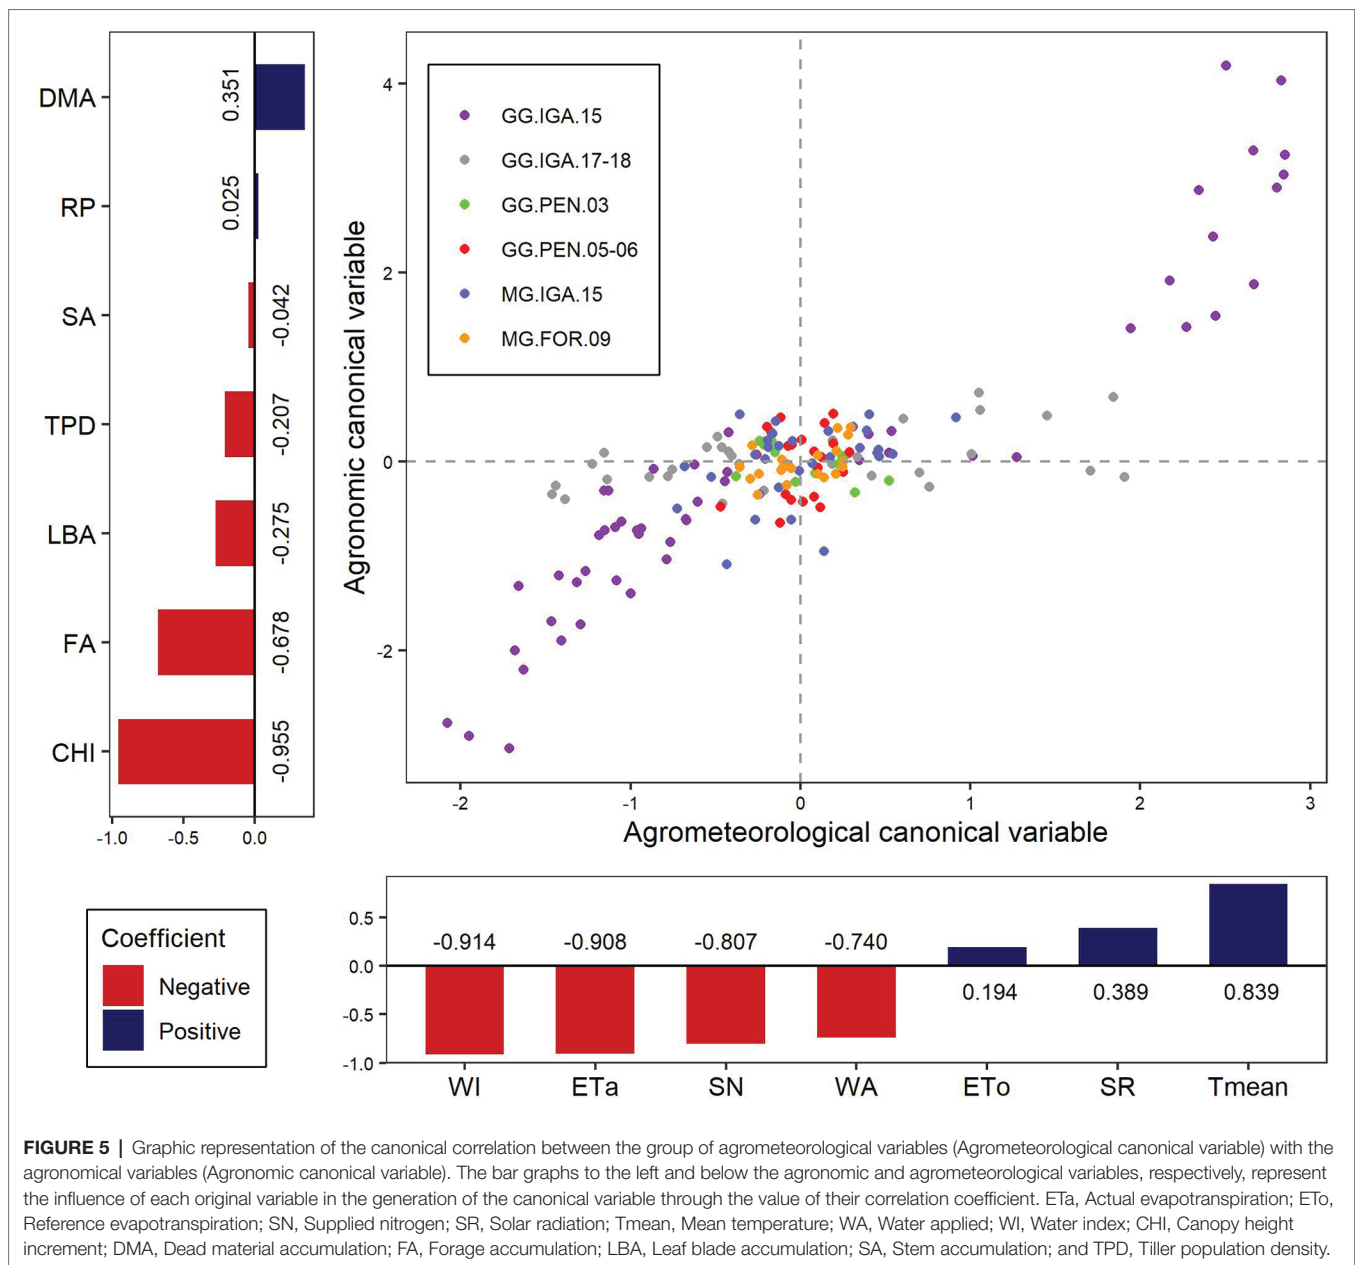 DMA
RP
SA
TPD
LBA
FA
CHI
0.351
0.025
-0.042
-0.207
-0.275
-0.678
-0.955
-1.0
-0.5
0.0
Agronomic canonical variable
4
2
0
-2
GG.IGA.15
GG.IGA.17-18
GG.PEN.03
GG.PEN.05-06
MG.IGA.15
MG.FOR.09
-2
-1
0
1
2
3
Agrometeorological canonical variable
Coefficient
Negative
Positive
0.5
0.0
-0.5
-1.0
-0.914
-0.908
-0.807
-0.740
0.194
0.389
0.839
WI
ETa
SN
WA
ETo
SR
Tmean
FIGURE 5 | Graphic representation of the canonical correlation between the group of agrometeorological variables (Agrometeorological canonical variable) with the
agronomical variables (Agronomic canonical variable). The bar graphs to the left and below the agronomic and agrometeorological variables, respectively, represent
the influence of each original variable in the generation of the canonical variable through the value of their correlation coefficient. ETa, Actual evapotranspiration; ETo,
Reference evapotranspiration; SN, Supplied nitrogen; SR, Solar radiation; Tmean, Mean temperature; WA, Water applied; WI, Water index; CHI, Canopy height
increment; DMA, Dead material accumulation; FA, Forage accumulation; LBA, Leaf blade accumulation; SA, Stem accumulation; and TPD, Tiller population density.